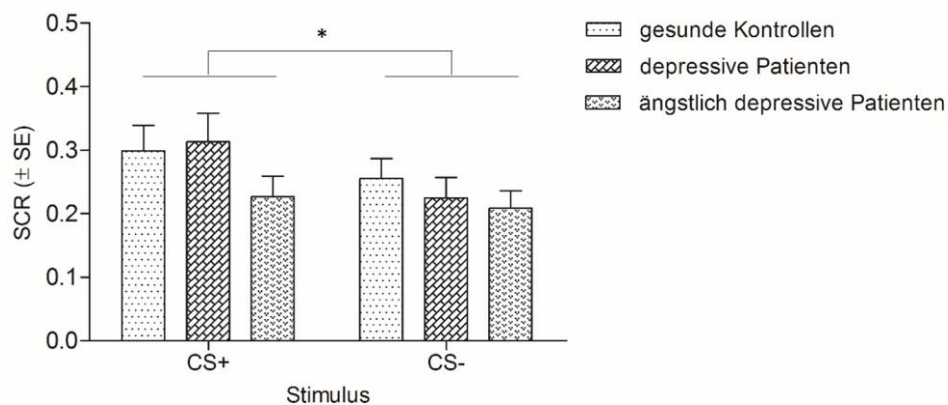 0.5
0.4
0.3
0.2
0.1
0.0
SCR (± SE)
*
CS+
CS-
Stimulus
gesunde Kontrollen
depressive Patienten
ängstlich depressive Patienten